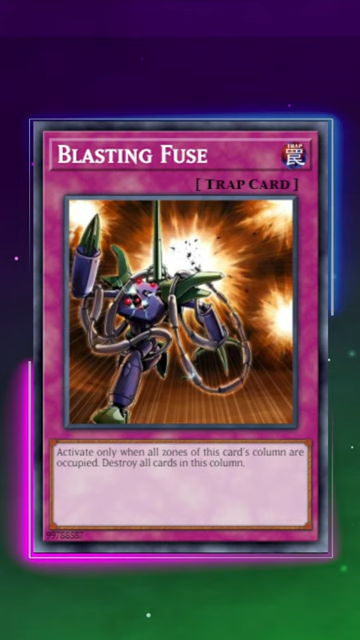 BLASTING FUSE
TRAP
罠
[ TRAP CARD ]
Activate only when all zones of this card's column are
occupied. Destroy all cards in this column.
99788587